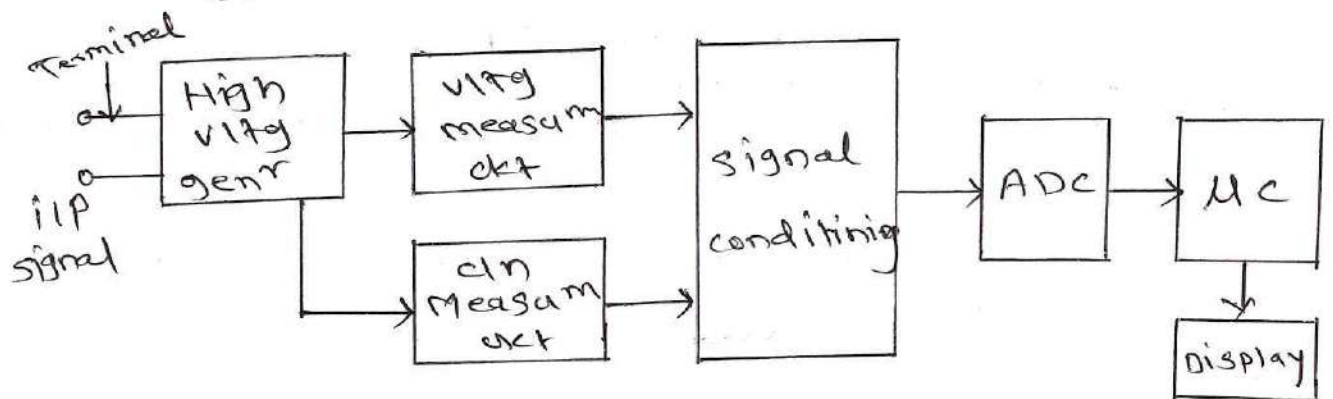 Terminal
i/P
signal
High
vltg
genr
vltg
measum
ckt
c/n
Measum
ckt
signal
conditinig
ADC
µC
Display